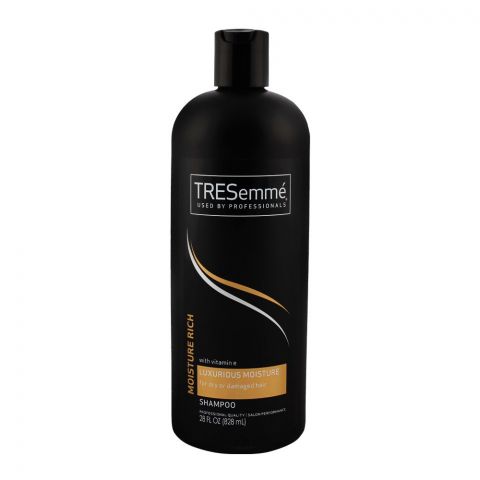 TRESemmé
USED BY PROFESSIONALS
MOISTURE RICH
with vitamin e
LUXURIOUS MOISTURE
for dry or damaged hair
SHAMPOO
PROFESSIONAL QUALITY / SALON PERFORMANCE
28 FL OZ (828 mL)